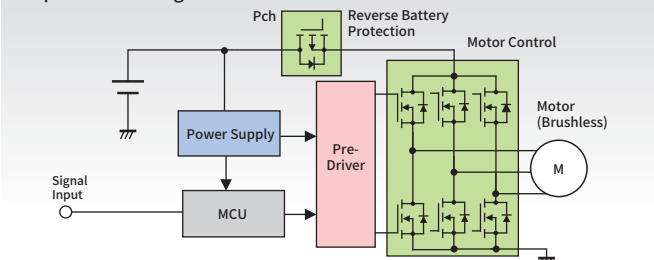 Pch
Reverse Battery
Protection
Motor Control
Motor
(Brushless)
Power Supply
Pre-
Driver
M
Signal
Input
MCU